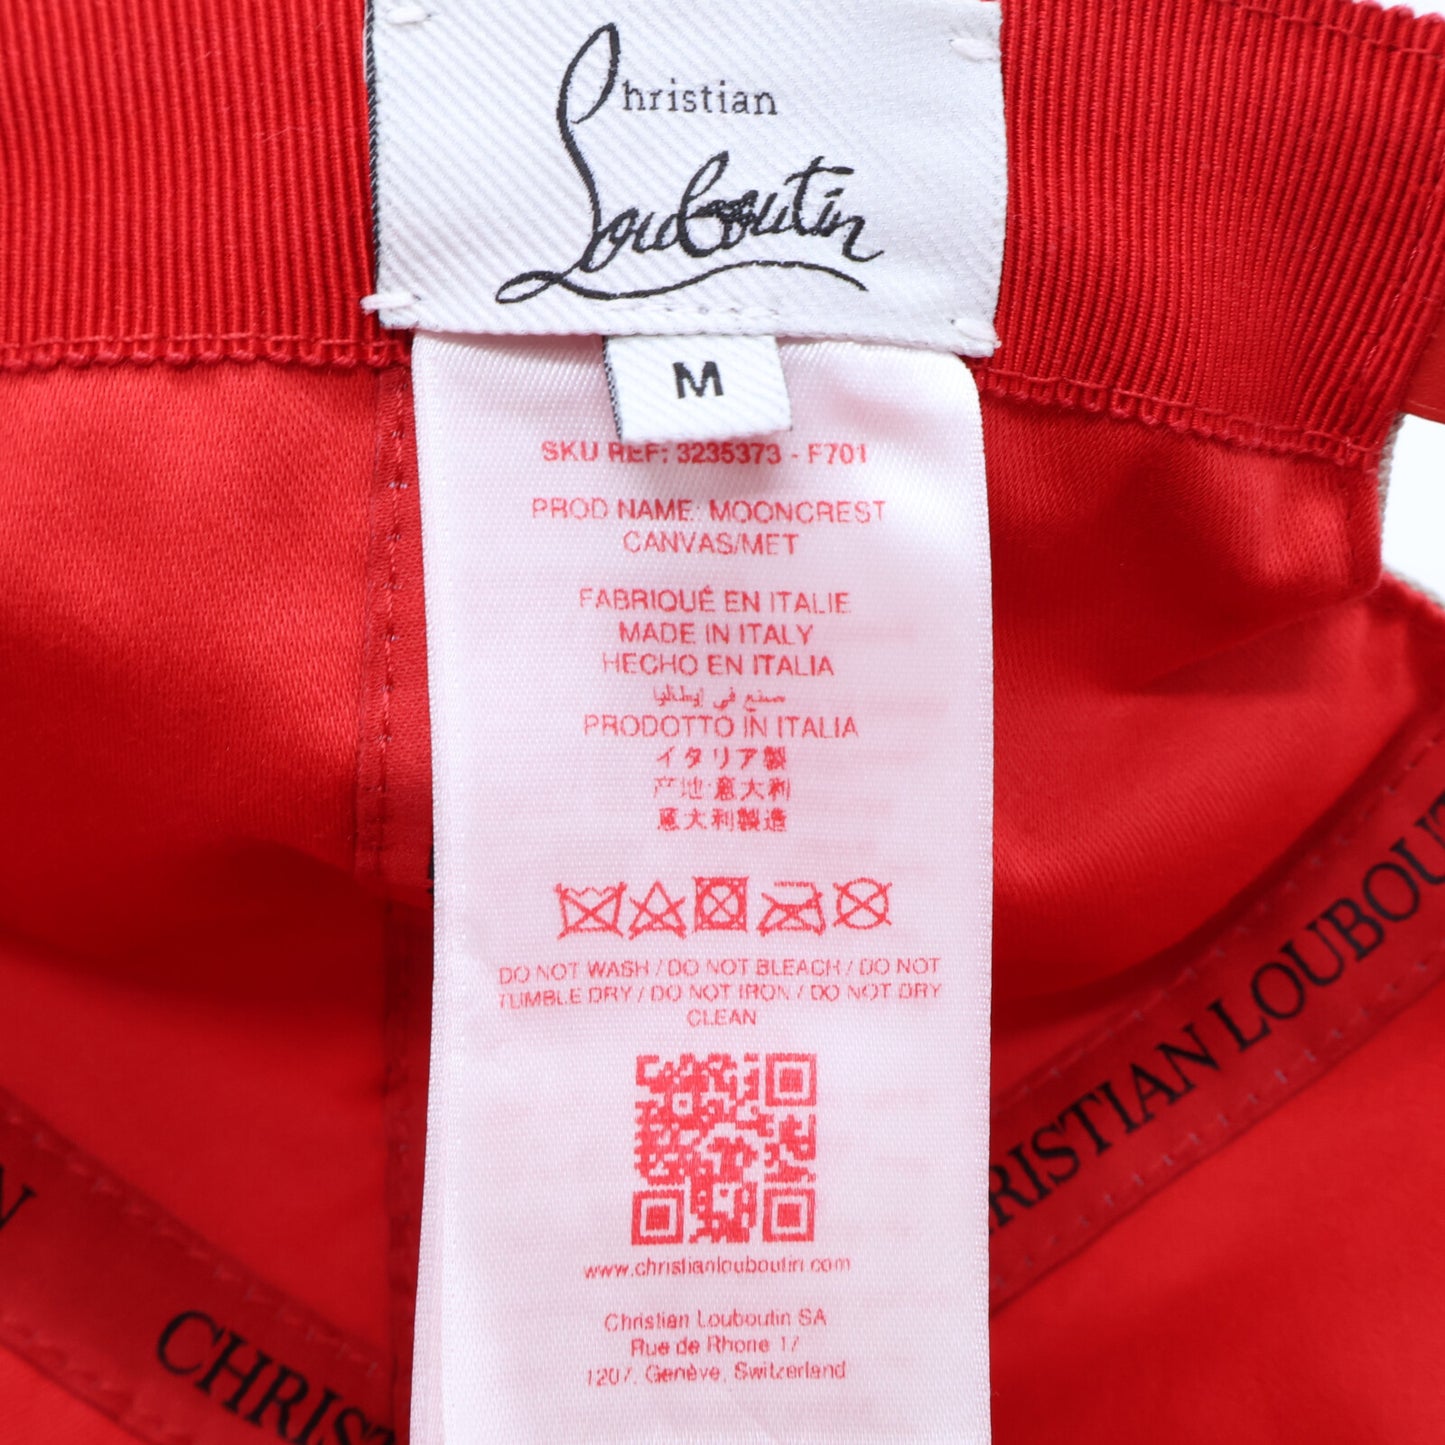 Christian
Louboutin
M
SKU REF: 3235373 - F701
PROD NAME: MOONCREST
CANVAS/MET
FABRIQUÉ EN ITALIE
MADE IN ITALY
HECHO EN ITALIA
صنع في إيطاليا
PRODOTTO IN ITALIA
イタリア製
产地:意大利
意大利製造
DO NOT WASH / DO NOT BLEACH / DO NOT
TUMBLE DRY / DO NOT IRON / DO NOT DRY
CLEAN
www.christianlouboutin.com
Christian Louboutin SA
Rue de Rhone 17
1207, Genève, Switzerland
HRISTIAN LOUBOUT
N
CHRIST